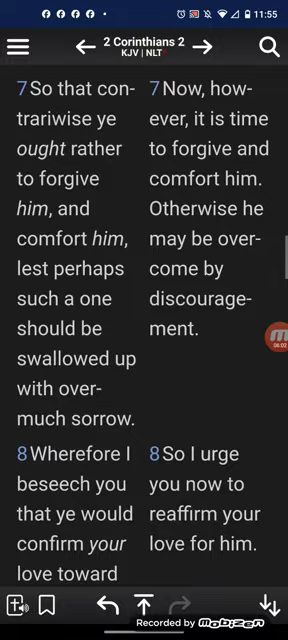 11:55
2 Corinthians 2
KJV | NLT
7 So that con-
trariwise ye
ought rather
to forgive
him, and
comfort him,
lest perhaps
such a one
should be
swallowed up
with over-
much sorrow.
7 Now, how-
ever, it is time
to forgive and
comfort him.
Otherwise he
may be over-
come by
discourage-
ment.
06:02
8 Wherefore I
beseech you
that ye would
confirm your
love toward
8 So I urge
you now to
reaffirm your
love for him.
Recorded by mobizen